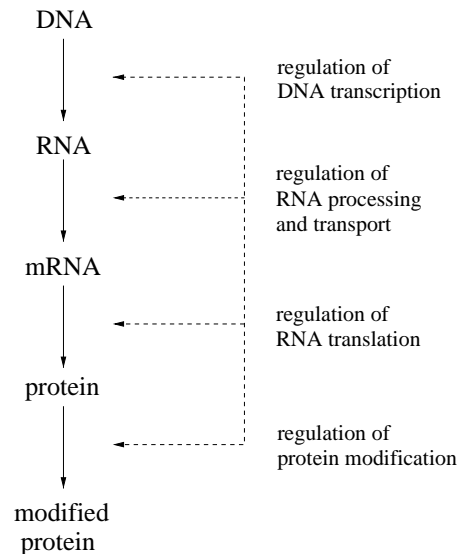 DNA
regulation of
DNA transcription
RNA
regulation of
RNA processing
and transport
mRNA
regulation of
RNA translation
protein
regulation of
protein modification
modified
protein